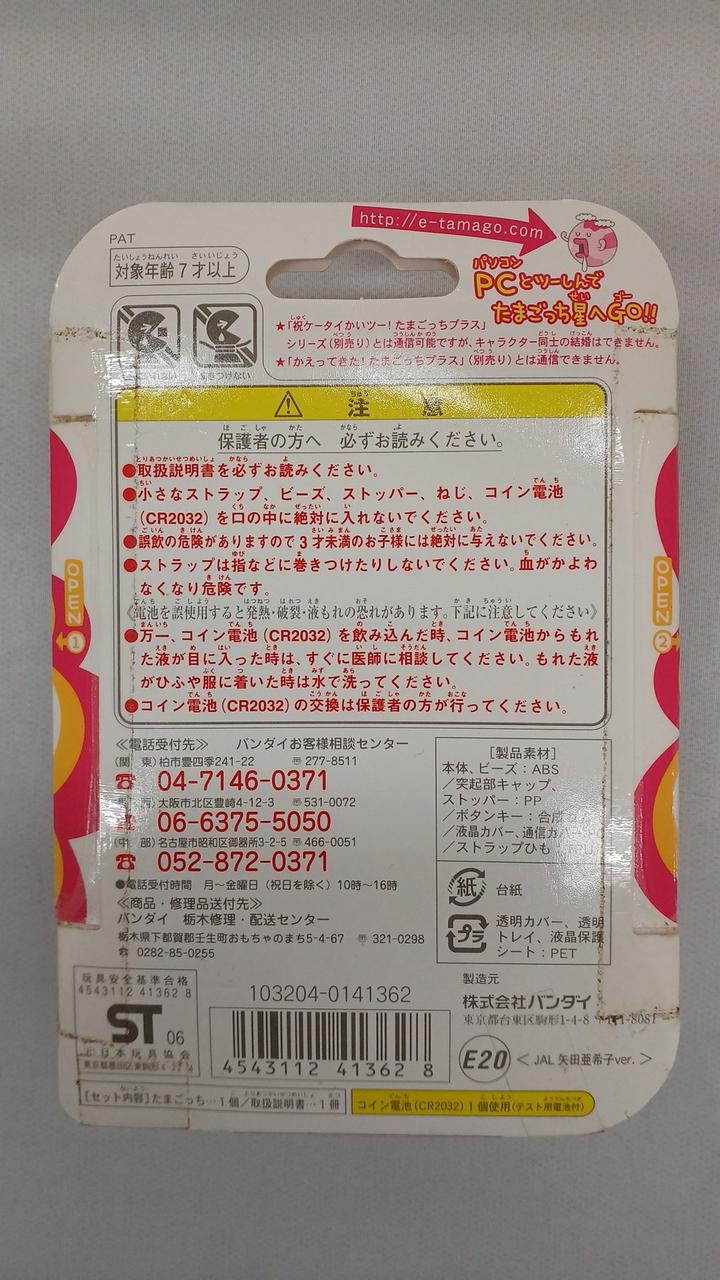 http://e-tamago.com
PAT
対象年齢7才以上
パソコン
PCとツーしんで
たまごっち星へGO!!
★「祝ケータイかいツー!たまごっちプラス」
シリーズ(別売り)とは通信可能ですが、キャラクター同士の結婚はできません。
★「かえってきた!たまごっちプラス」(別売り)とは通信できません。
きつけない
注 意
保護者の方へ 必ずお読みください。
●取扱説明書を必ずお読みください。
●小さなストラップ、ビーズ、ストッパー、ねじ、コイン電池
(CR2032)を口の中に絶対に入れないでください。
●誤飲の危険がありますので3才未満のお子様には絶対に与えないでください。
●ストラップは指などに巻きつけたりしないでください。血がかよわ
なくなり危険です。
《電池を誤使用すると発熱・破裂・液もれの恐れがあります。下記に注意してください》
●万一、コイン電池(CR2032)を飲み込んだ時、コイン電池からもれ
た液が目に入った時は、すぐに医師に相談してください。もれた液
がひふや服に着いた時は水で洗ってください。
●コイン電池(CR2032)の交換は保護者の方が行ってください。
OPEN
1
OPEN
2
≪電話受付先≫ バンダイお客様相談センター
(関 東)柏市豊四季241-22 〒277-8511
☎ 04-7146-0371
西)大阪市北区豊崎4-12-3 〒531-0072
06-6375-5050
(中 部)名古屋市昭和区御器所3-2-5 〒466-0051
☎ 052-872-0371
●電話受付時間 月〜金曜日(祝日を除く)10時〜16時
≪商品・修理品送付先≫
バンダイ 栃木修理・配送センター
栃木県下都賀郡壬生町おもちゃのまち5-4-67 〒321-0298
☎ 0282-85-0255
[製品素材]
本体、ビーズ:ABS
/突起部キャップ、
ストッパー:PP
/ボタンキー:合成
/液晶カバー、通信カバー
/ストラップひも
紙 台紙
プラ 透明カバー、透明
トレイ、液晶保護
シート:PET
玩具安全基準合格
4543112 41362 8
ST 06
日本玩具協会
103204-0141362
4543112 413628
製造元
株式会社バンダイ
東京都台東区駒形1-4-8 〒111-8081
E20 <JAL 矢田亜希子ver.>
[セット内容]たまごっち…1個/取扱説明書…1冊
コイン電池(CR2032)1個使用(テスト用電池付)